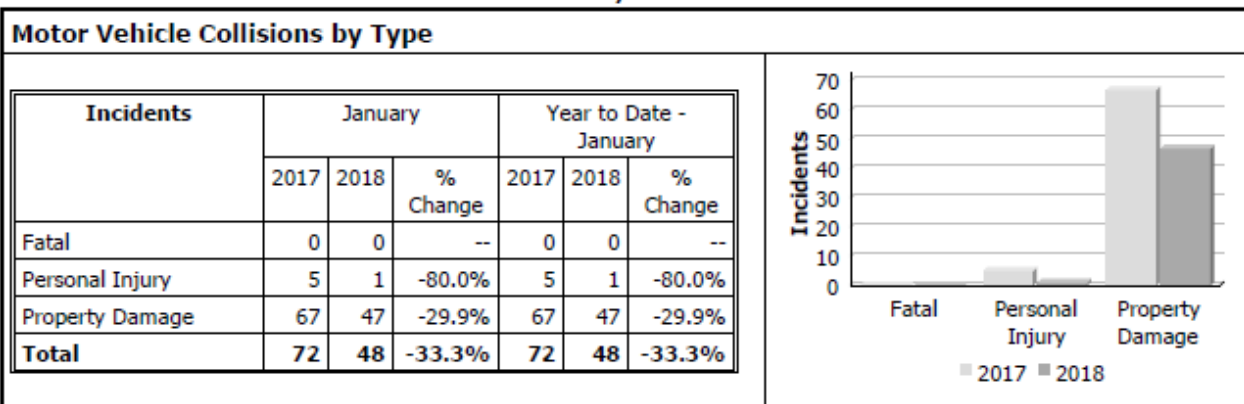 Motor Vehicle Collisions by Type
Incidents January Year to Date -
January
2017 2018 % Change 2017 2018 % Change
Fatal 0 0 -- 0 0 --
Personal Injury 5 1 -80.0% 5 1 -80.0%
Property Damage 67 47 -29.9% 67 47 -29.9%
Total 72 48 -33.3% 72 48 -33.3%
Incidents
70
60
50
40
30
20
10
0
Fatal Personal Injury Property Damage
2017 2018